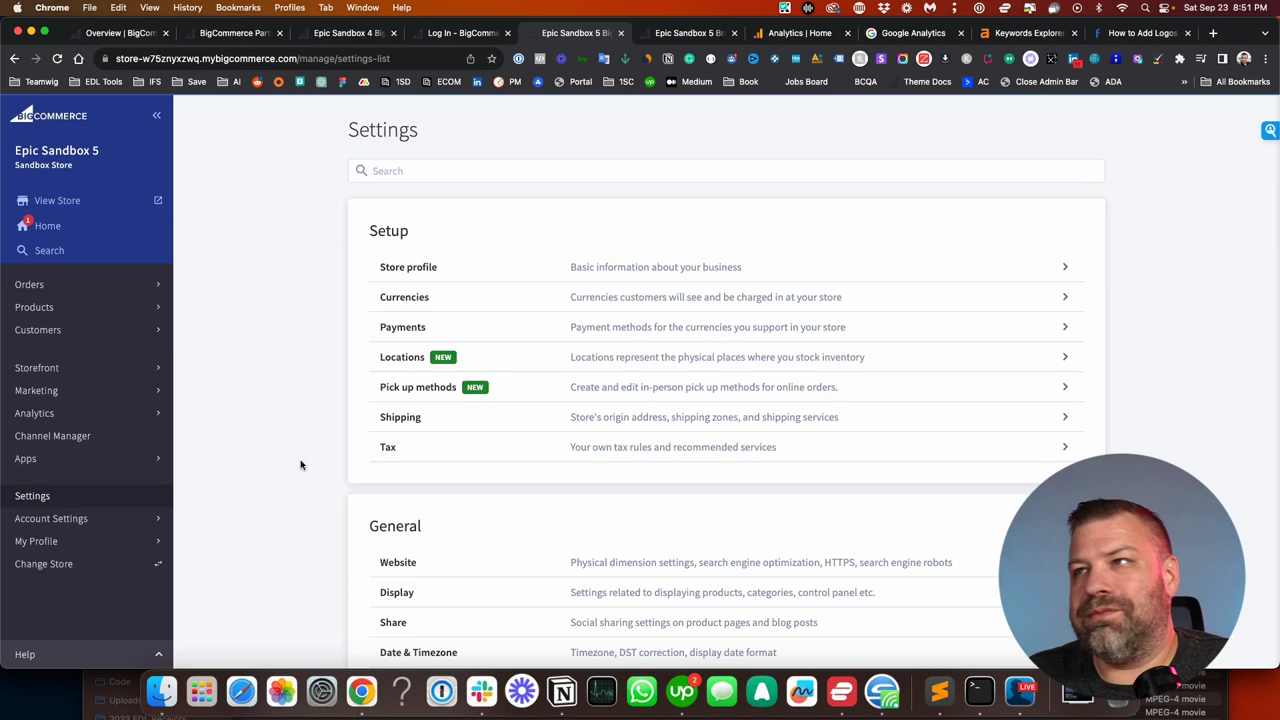 Chrome File Edit View History Bookmarks Profiles Tab Window Help Sat Sep 23 8:51 PM
Overview | BigCom
BigCommerce Part
Epic Sandbox 4 Big
Log In - BigComme
Epic Sandbox 5 Big
Epic Sandbox 5 Br
Analytics | Home
Google Analytics
Keywords Explorer
How to Add Logos
store-w75znyxzwq.mybigcommerce.com/manage/settings-list
Teamwig EDL Tools IFS Save AI 1SD ECOM PM Portal 1SC Medium Book Jobs Board BCQA Theme Docs AC Close Admin Bar ADA » All Bookmarks
BIGCOMMERCE
Epic Sandbox 5
Sandbox Store
View Store
1
Home
Search
Orders
Products
Customers
Storefront
Marketing
Analytics
Channel Manager
Apps
Settings
Account Settings
My Profile
Change Store
Help
Settings
Search
Setup
Store profile Basic information about your business
Currencies Currencies customers will see and be charged in at your store
Payments Payment methods for the currencies you support in your store
Locations NEW Locations represent the physical places where you stock inventory
Pick up methods NEW Create and edit in-person pick up methods for online orders.
Shipping Store's origin address, shipping zones, and shipping services
Tax Your own tax rules and recommended services
General
Website Physical dimension settings, search engine optimization, HTTPS, search engine robots
Display Settings related to displaying products, categories, control panel etc.
Share Social sharing settings on product pages and blog posts
Date & Timezone Timezone, DST correction, display date format
Code
Uploads
2
LIVE
MPEG-4 movie
MPEG-4 movie